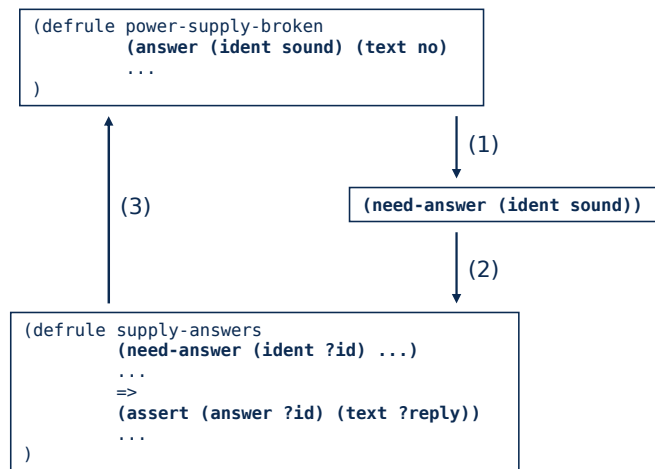 (defrule power-supply-broken
(answer (ident sound) (text no)
...
)
(1)
(3)
(need-answer (ident sound))
(2)
(defrule supply-answers
(need-answer (ident ?id) ...)
...
=>
(assert (answer ?id) (text ?reply))
...
)